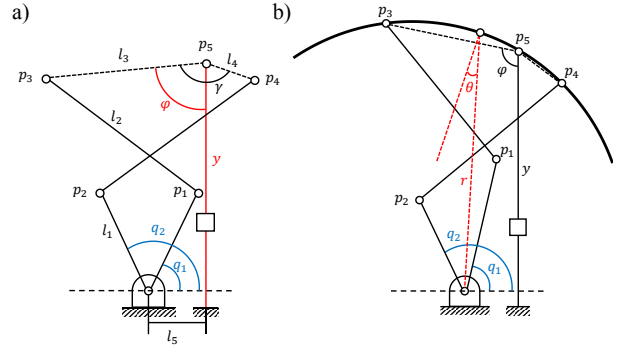 a)
p₅
l₃
l₄
p₃
γ
p₄
φ
l₂
y
p₂
p₁
l₁
q₂
q₁
l₅
b)
p₃
p₅
φ
p₄
θ
p₁
r
y
p₂
q₂
q₁